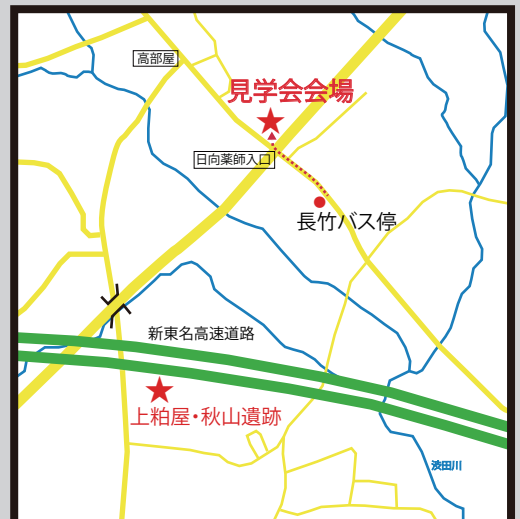 高部屋
見学会会場
日向薬師入口
長竹バス停
新東名高速道路
上粕屋・秋山遺跡
渋田川